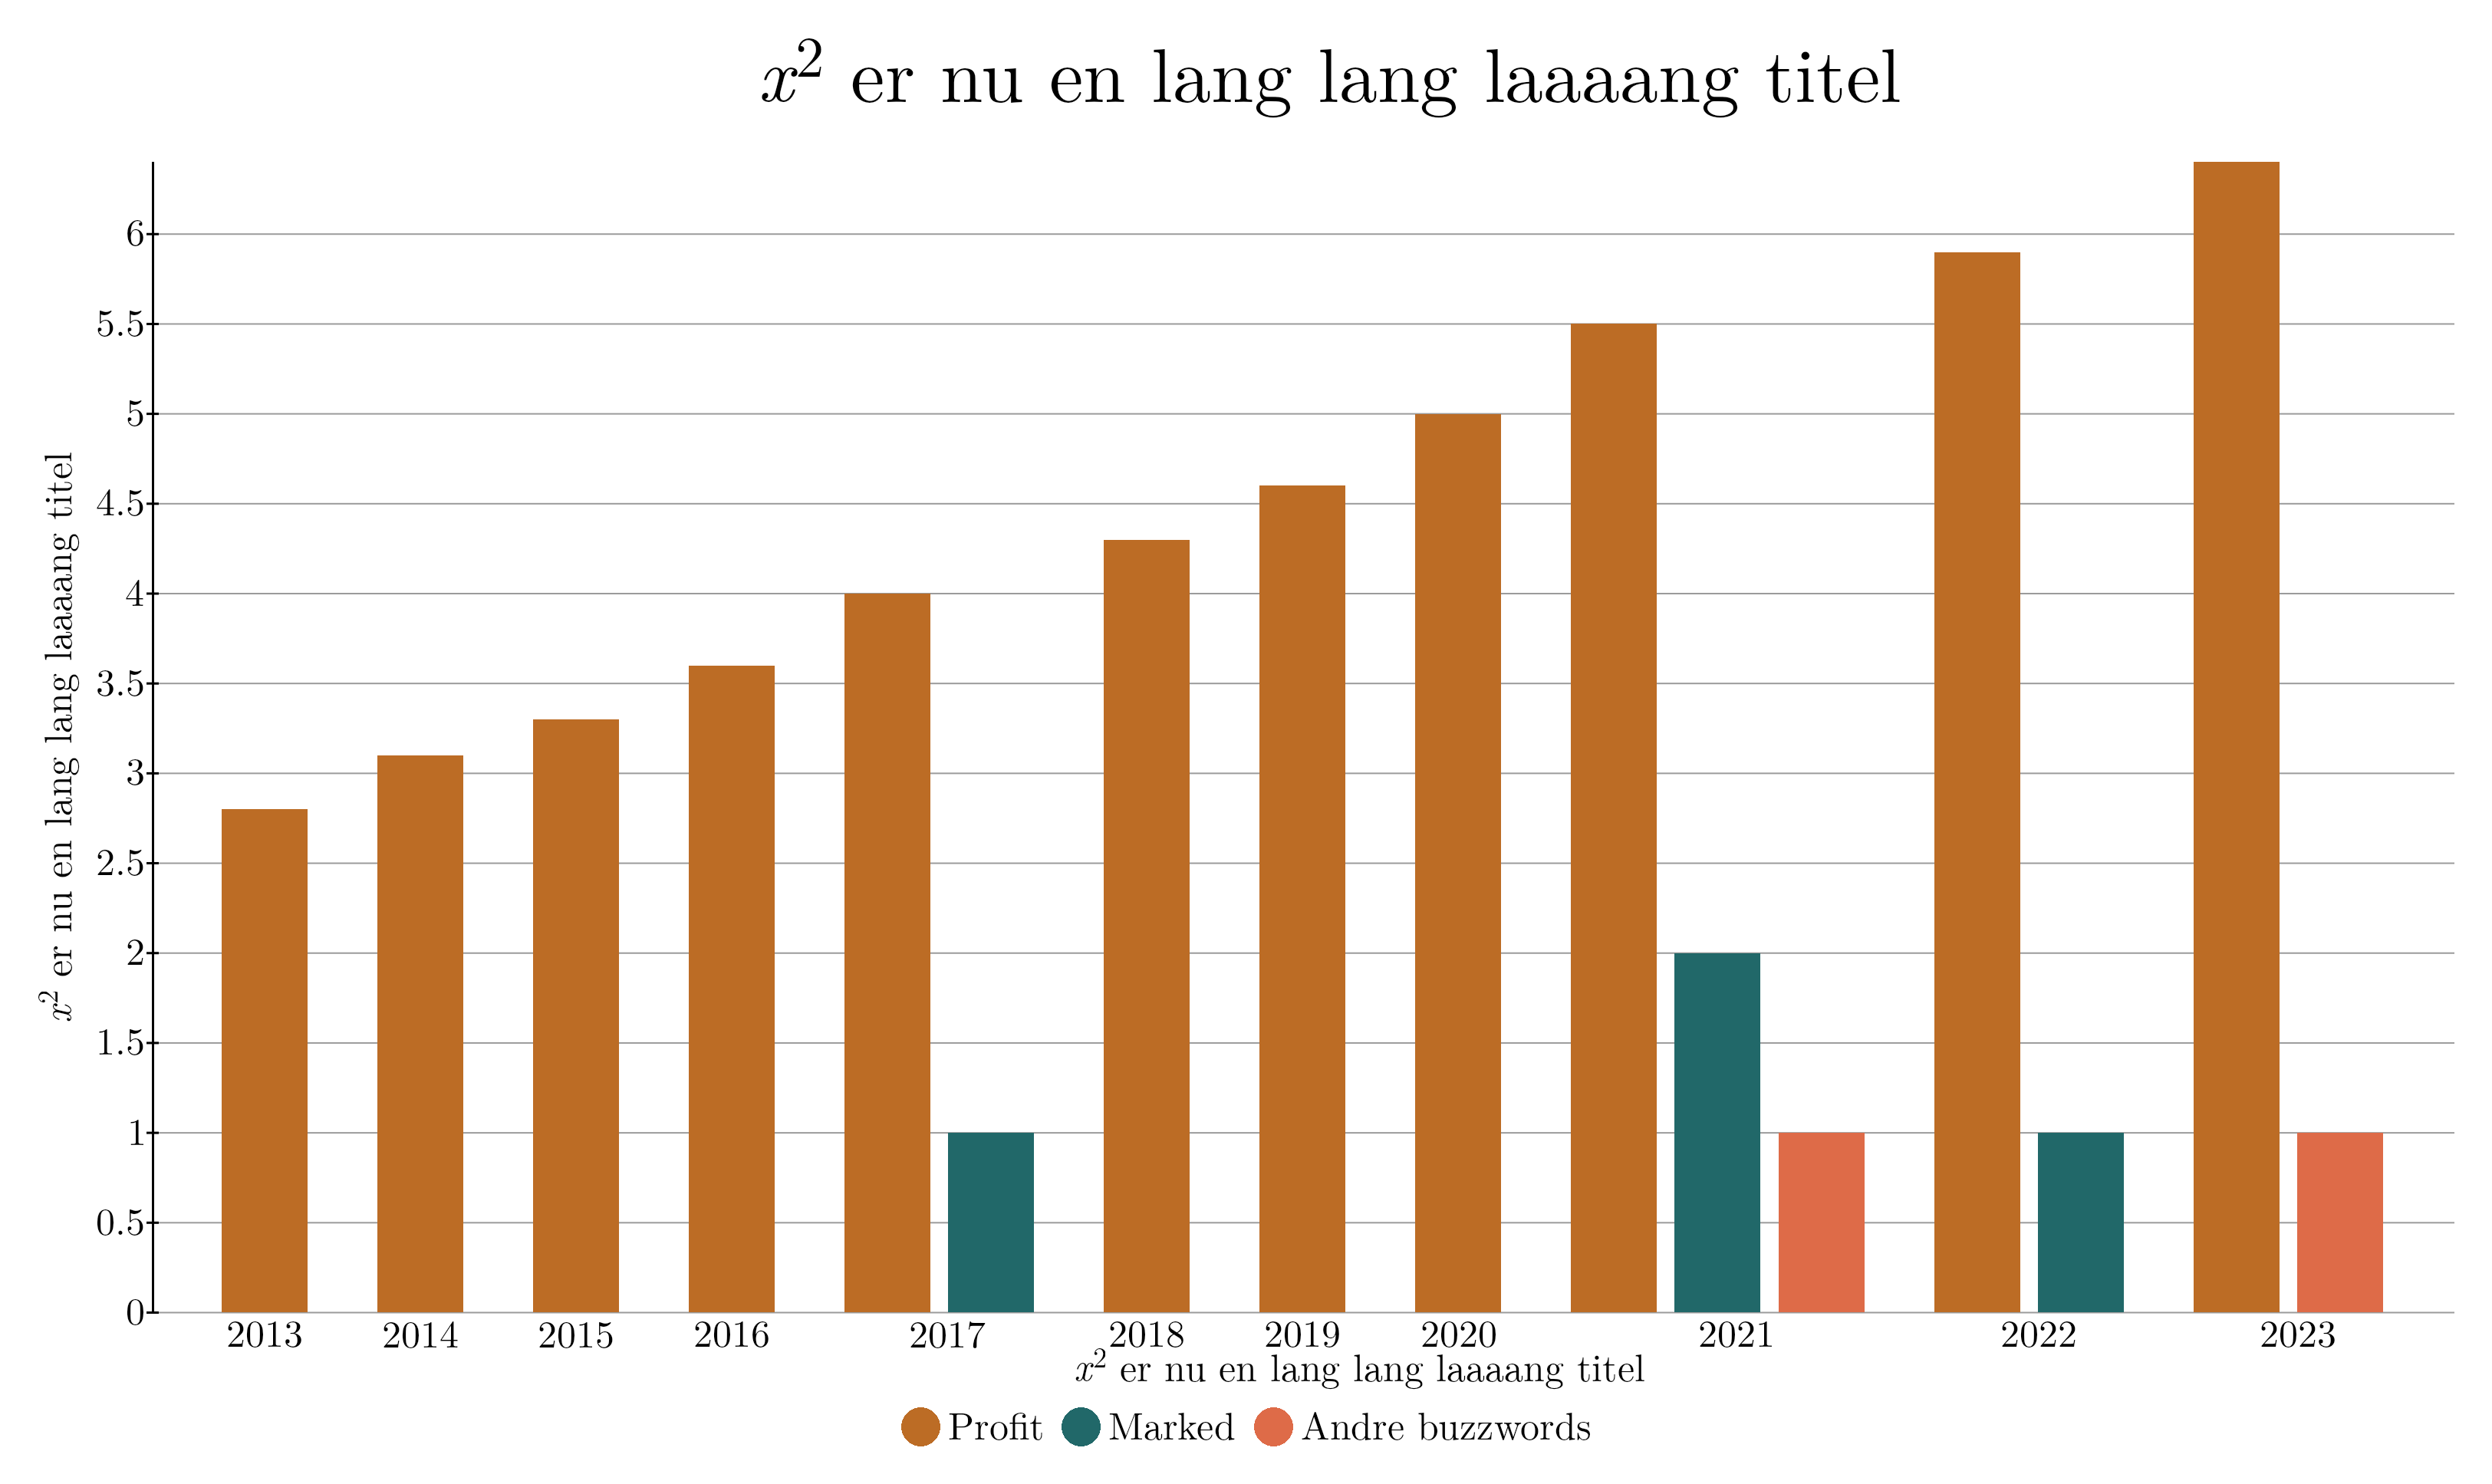 x² er nu en lang lang laaaang titel
x² er nu en lang lang laaaang titel
6
5.5
5
4.5
4
3.5
3
2.5
2
1.5
1
0.5
0
2013 2014 2015 2016 2017 2018 2019 2020 2021 2022 2023
x² er nu en lang lang laaaang titel
Profit Marked Andre buzzwords